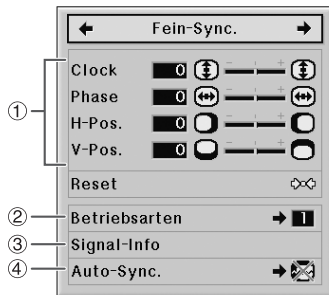 Fein-Sync.
① Clock 0
Phase 0
H-Pos. 0
V-Pos. 0
Reset
② Betriebsarten 1
③ Signal-Info
④ Auto-Sync.